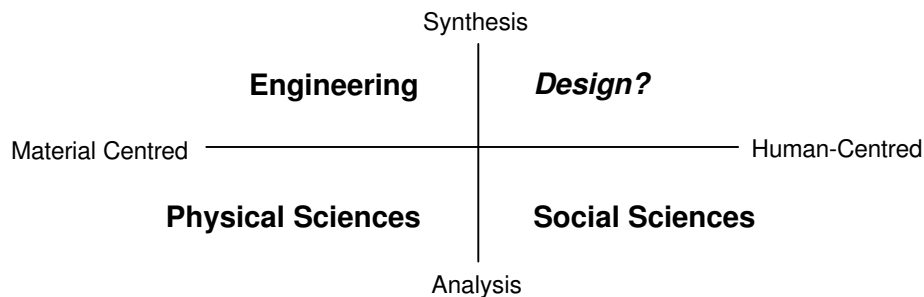 Synthesis
Engineering
Design?
Material Centred
Human-Centred
Physical Sciences
Social Sciences
Analysis